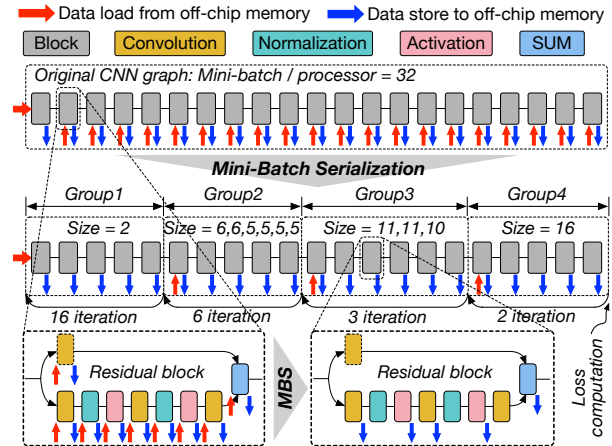 Data load from off-chip memory Data store to off-chip memory
Block Convolution Normalization Activation SUM
Original CNN graph: Mini-batch / processor = 32
Mini-Batch Serialization
Group1 Group2 Group3 Group4
Size = 2 Size = 6,6,5,5,5,5 Size = 11,11,10 Size = 16
16 iteration 6 iteration 3 iteration 2 iteration
Residual block
MBS
Residual block
Loss
computation